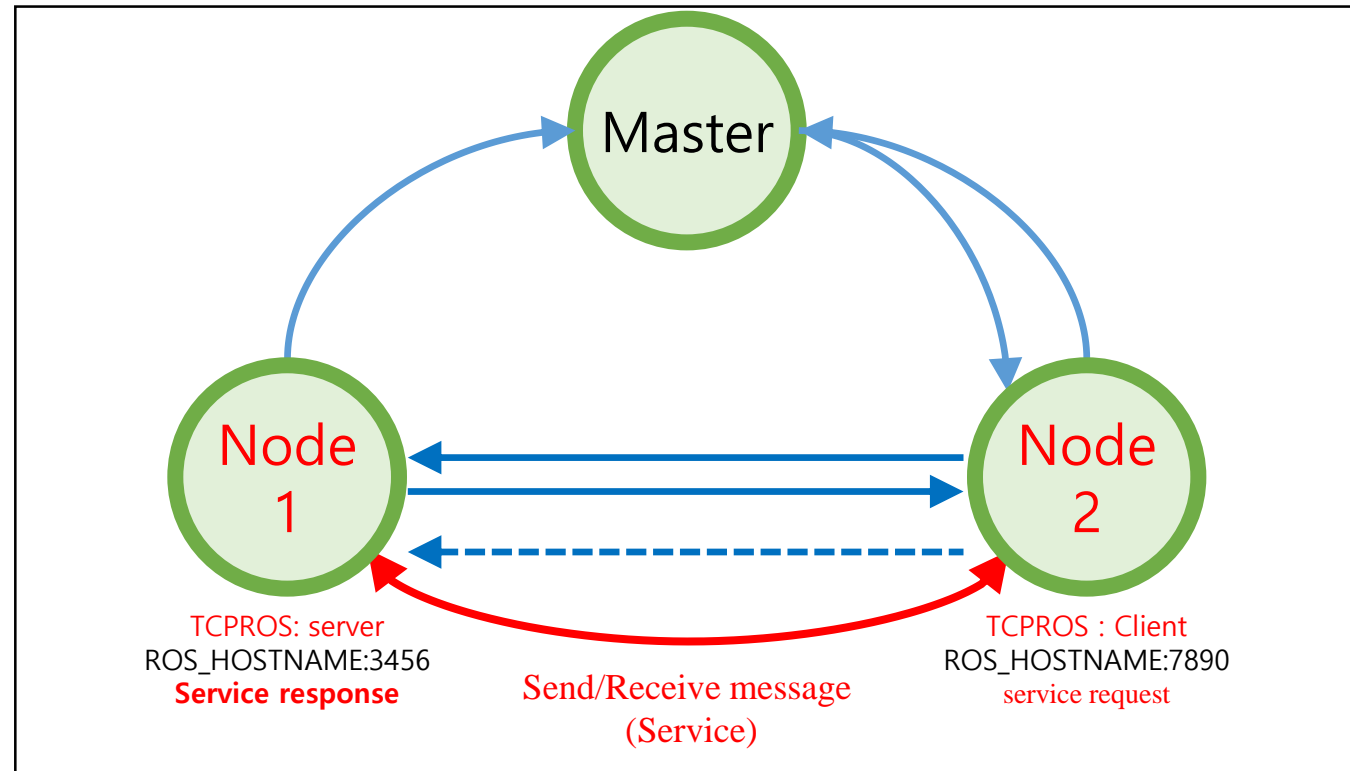 Master
Node
1
Node
2
TCPROS: server
ROS_HOSTNAME:3456
Service response
Send/Receive message
(Service)
TCPROS : Client
ROS_HOSTNAME:7890
service request